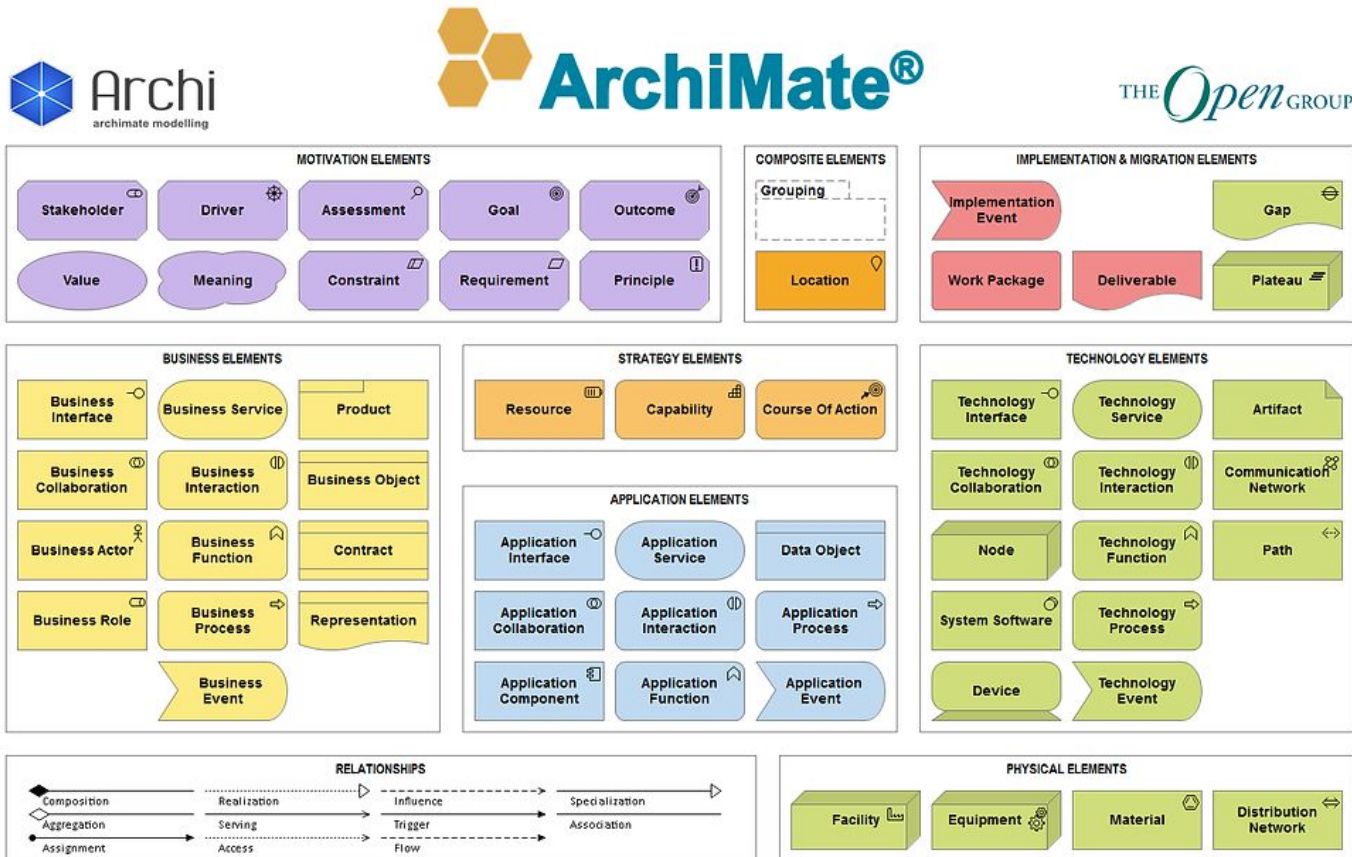 Archi
archimate modelling
ArchiMate®
THE Open GROUP
MOTIVATION ELEMENTS
Stakeholder
Driver
Assessment
Goal
Outcome
Value
Meaning
Constraint
Requirement
Principle
COMPOSITE ELEMENTS
Grouping
Location
IMPLEMENTATION & MIGRATION ELEMENTS
Implementation
Event
Gap
Work Package
Deliverable
Plateau
BUSINESS ELEMENTS
Business
Interface
Business Service
Product
Business
Collaboration
Business
Interaction
Business Object
Business Actor
Business
Function
Contract
Business Role
Business
Process
Representation
Business
Event
STRATEGY ELEMENTS
Resource
Capability
Course Of Action
APPLICATION ELEMENTS
Application
Interface
Application
Service
Data Object
Application
Collaboration
Application
Interaction
Application
Process
Application
Component
Application
Function
Application
Event
TECHNOLOGY ELEMENTS
Technology
Interface
Technology
Service
Artifact
Technology
Collaboration
Technology
Interaction
Communication
Network
Node
Technology
Function
Path
System Software
Technology
Process
Device
Technology
Event
RELATIONSHIPS
Composition
Realization
Influence
Specialization
Aggregation
Serving
Trigger
Association
Assignment
Access
Flow
PHYSICAL ELEMENTS
Facility
Equipment
Material
Distribution
Network